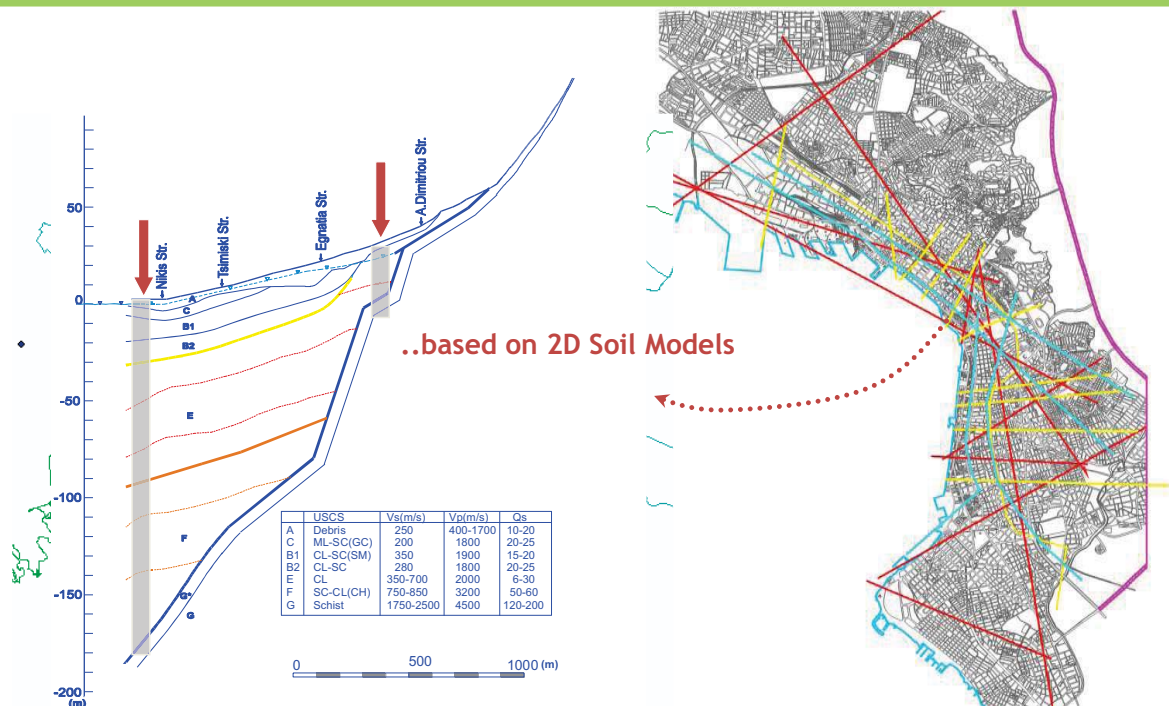 50
0
-50
-100
-150
-200
(m)
Nikis Str.
Tsimiski Str.
Egnatia Str.
A.Dimitriou Str.
A
C
B1
B2
E
F
G*
G
..based on 2D Soil Models
USCS Vs(m/s) Vp(m/s) Qs
A Debris 250 400-1700 10-20
C ML-SC(GC) 200 1800 20-25
B1 CL-SC(SM) 350 1900 15-20
B2 CL-SC 280 1800 20-25
E CL 350-700 2000 6-30
F SC-CL(CH) 750-850 3200 50-60
G Schist 1750-2500 4500 120-200
0 500 1000 (m)